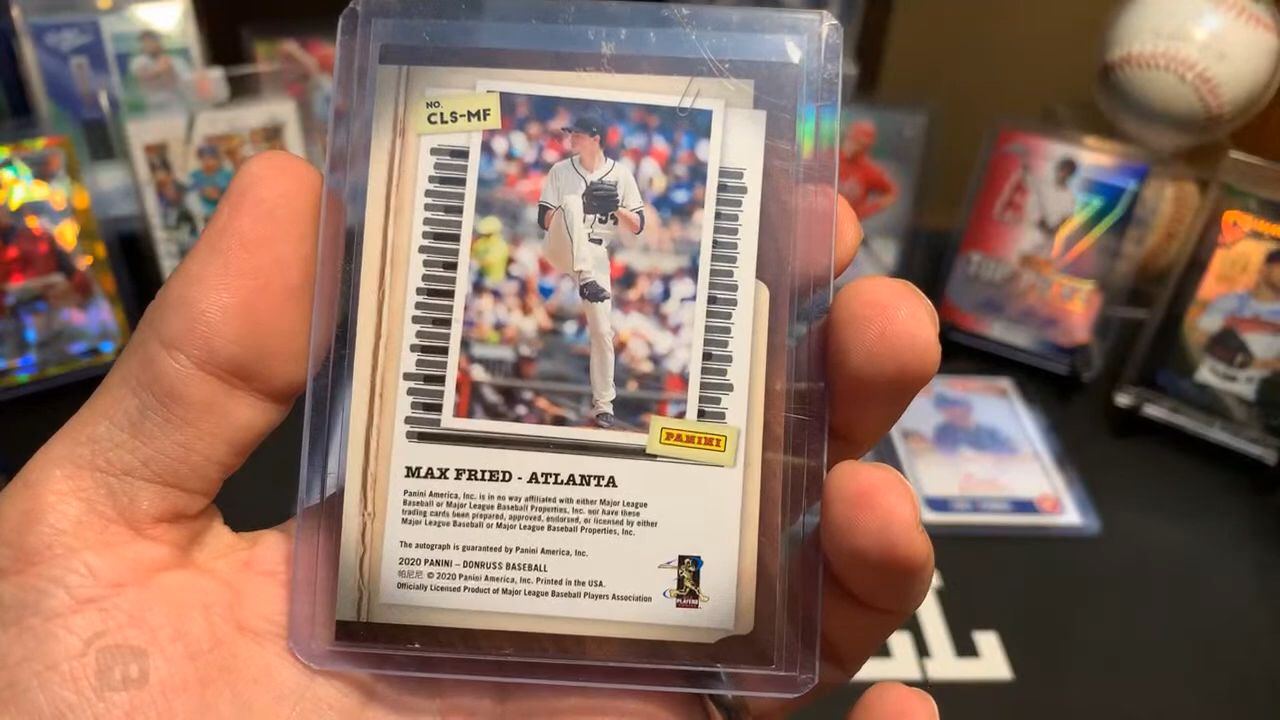 NO.
CLS-MF
PANINI
MAX FRIED - ATLANTA
Panini America, Inc. is in no way affiliated with either Major League
Baseball or Major League Baseball Properties, Inc. nor have these
trading cards been prepared, approved, endorsed, or licensed by either
Major League Baseball or Major League Baseball Properties, Inc.
The autograph is guaranteed by Panini America, Inc.
2020 PANINI – DONRUSS BASEBALL
帕尼尼 © 2020 Panini America, Inc. Printed in the USA.
Officially Licensed Product of Major League Baseball Players Association
PLAYERS